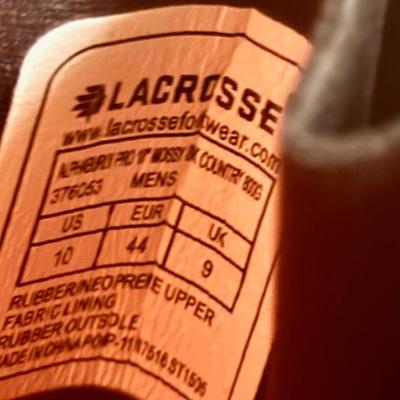 LACROSSE
www.lacrossefootwear.com
ALPHABURLY PRO 18" MOSSY OAK COUNTRY 800G
376053 MENS
US EUR UK
10 44 9
RUBBER/NEOPRENE UPPER
FABRIC LINING
RUBBER OUTSOLE
MADE IN CHINA